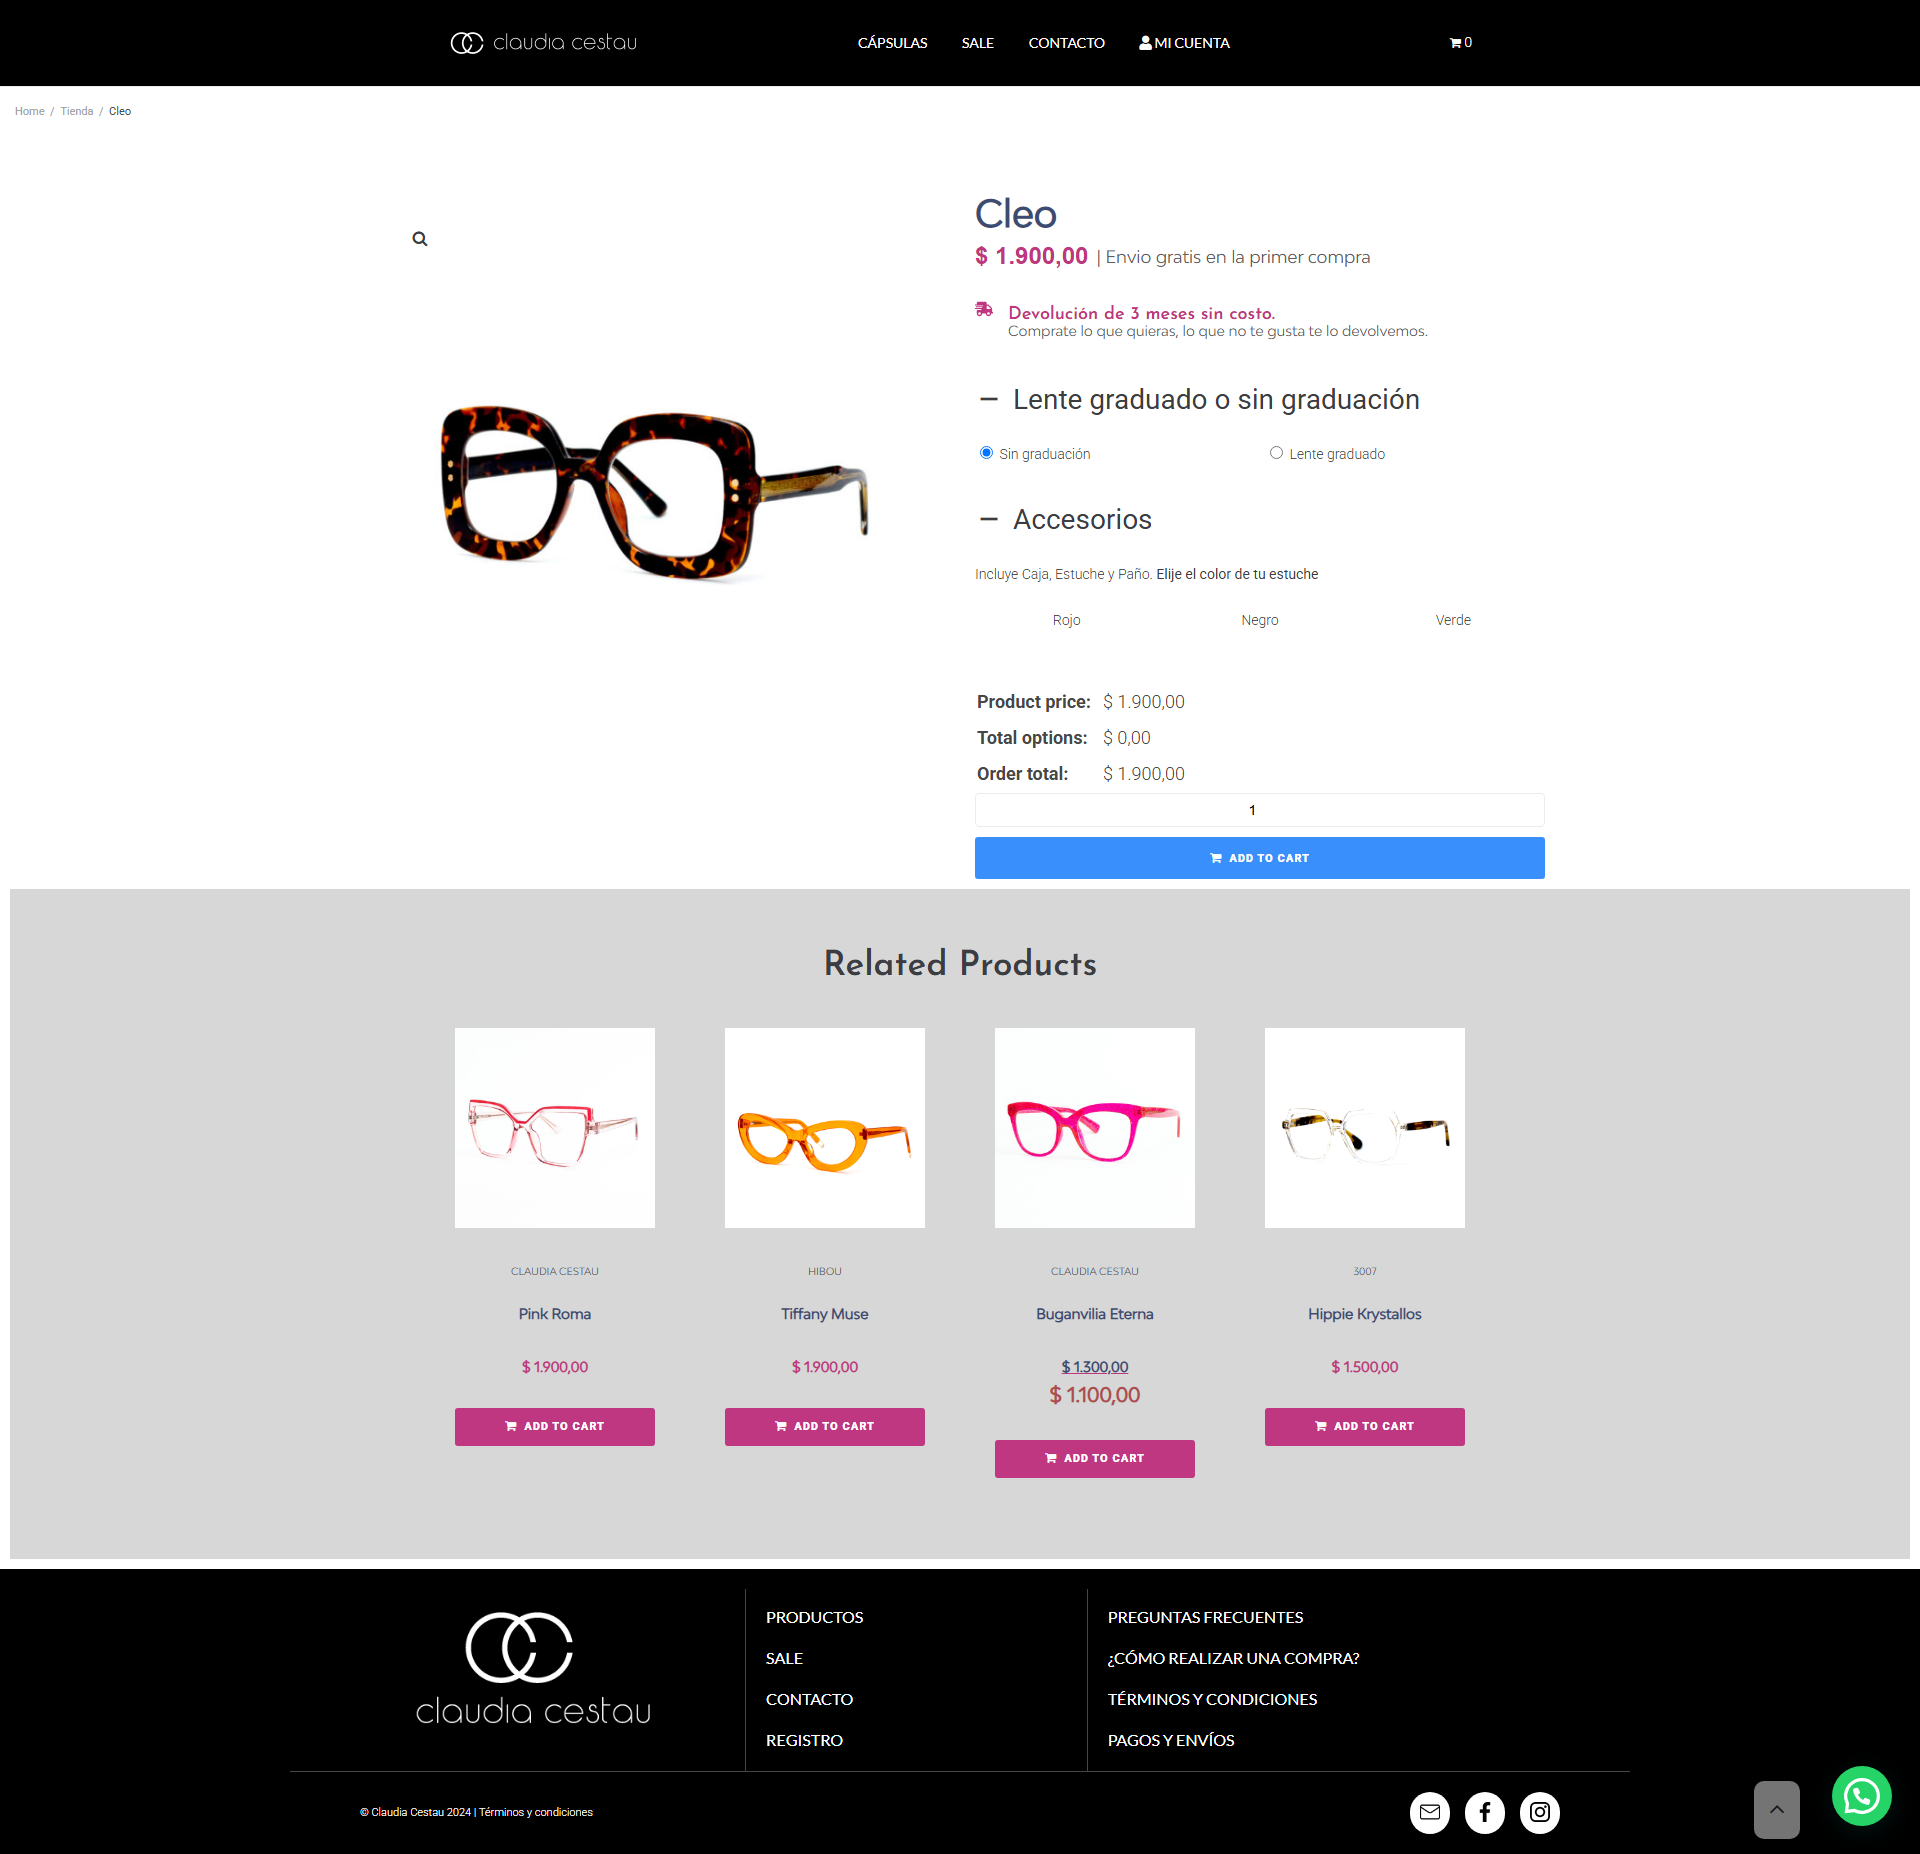 claudia cestau
CÁPSULAS
SALE
CONTACTO
MI CUENTA
0
Home / Tienda / Cleo
Cleo
$ 1.900,00 | Envio gratis en la primer compra
Devolución de 3 meses sin costo.
Comprate lo que quieras, lo que no te gusta te lo devolvemos.
Lente graduado o sin graduación
Sin graduación
Lente graduado
Accesorios
Incluye Caja, Estuche y Paño. Elije el color de tu estuche
Rojo
Negro
Verde
Product price: $ 1.900,00
Total options: $ 0,00
Order total: $ 1.900,00
1
ADD TO CART
Related Products
CLAUDIA CESTAU
Pink Roma
$ 1.900,00
ADD TO CART
HIBOU
Tiffany Muse
$ 1.900,00
ADD TO CART
CLAUDIA CESTAU
Buganvilia Eterna
$ 1.300,00
$ 1.100,00
ADD TO CART
3007
Hippie Krystallos
$ 1.500,00
ADD TO CART
claudia cestau
PRODUCTOS
SALE
CONTACTO
REGISTRO
PREGUNTAS FRECUENTES
¿CÓMO REALIZAR UNA COMPRA?
TÉRMINOS Y CONDICIONES
PAGOS Y ENVÍOS
© Claudia Cestau 2024 | Términos y condiciones